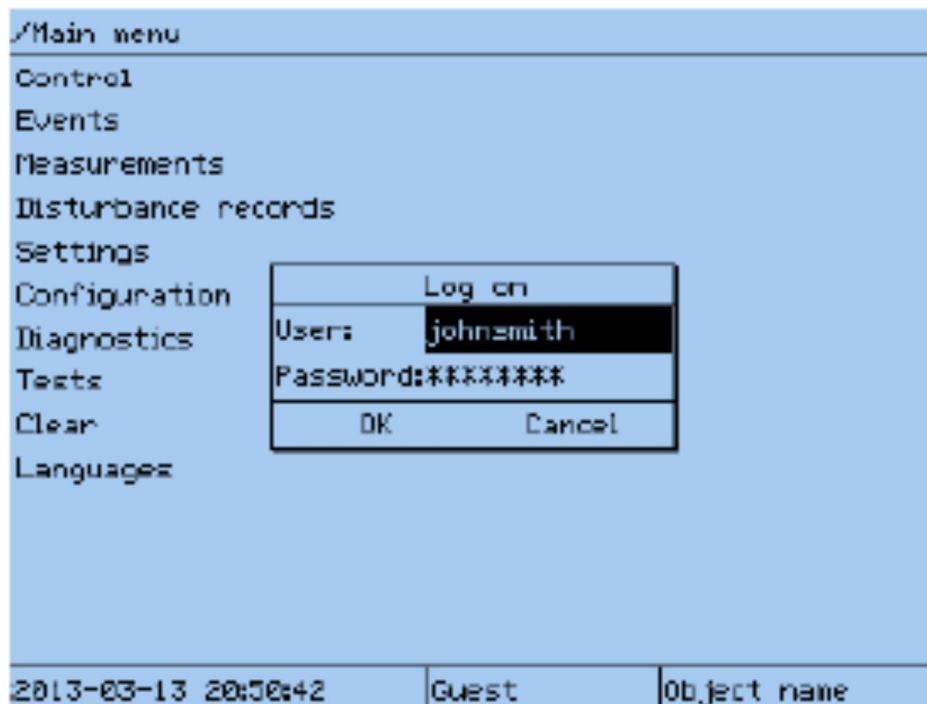 /Main menu
Control
Events
Measurements
Disturbance records
Settings
Configuration
Diagnostics
Tests
Clear
Languages
Log on
User: johnsmith
Password:********
OK Cancel
2013-03-13 20:50:42 Guest Object name